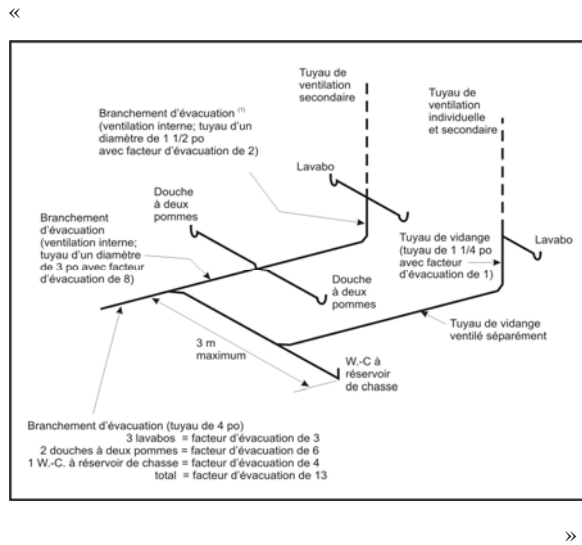 «
Tuyau de
ventilation
secondaire
Tuyau de
ventilation
individuelle
et secondaire
Branchement d'évacuation (1)
(ventilation interne; tuyau d'un
diamètre de 1 1/2 po
avec facteur d'évacuation de 2)
Lavabo
Douche
à deux
pommes
Branchement
d'évacuation
(ventilation interne;
tuyau d'un diamètre
de 3 po avec facteur
d'évacuation de 8)
Tuyau de vidange
(tuyau de 1 1/4 po
avec facteur
d'évacuation de 1)
Lavabo
Douche
à deux
pommes
Tuyau de vidange
ventilé séparément
3 m
maximum
W.-C à
réservoir
de chasse
Branchement d'évacuation (tuyau de 4 po)
3 lavabos = facteur d'évacuation de 3
2 douches à deux pommes = facteur d'évacuation de 6
1 W.-C. à réservoir de chasse = facteur d'évacuation de 4
total = facteur d'évacuation de 13
»